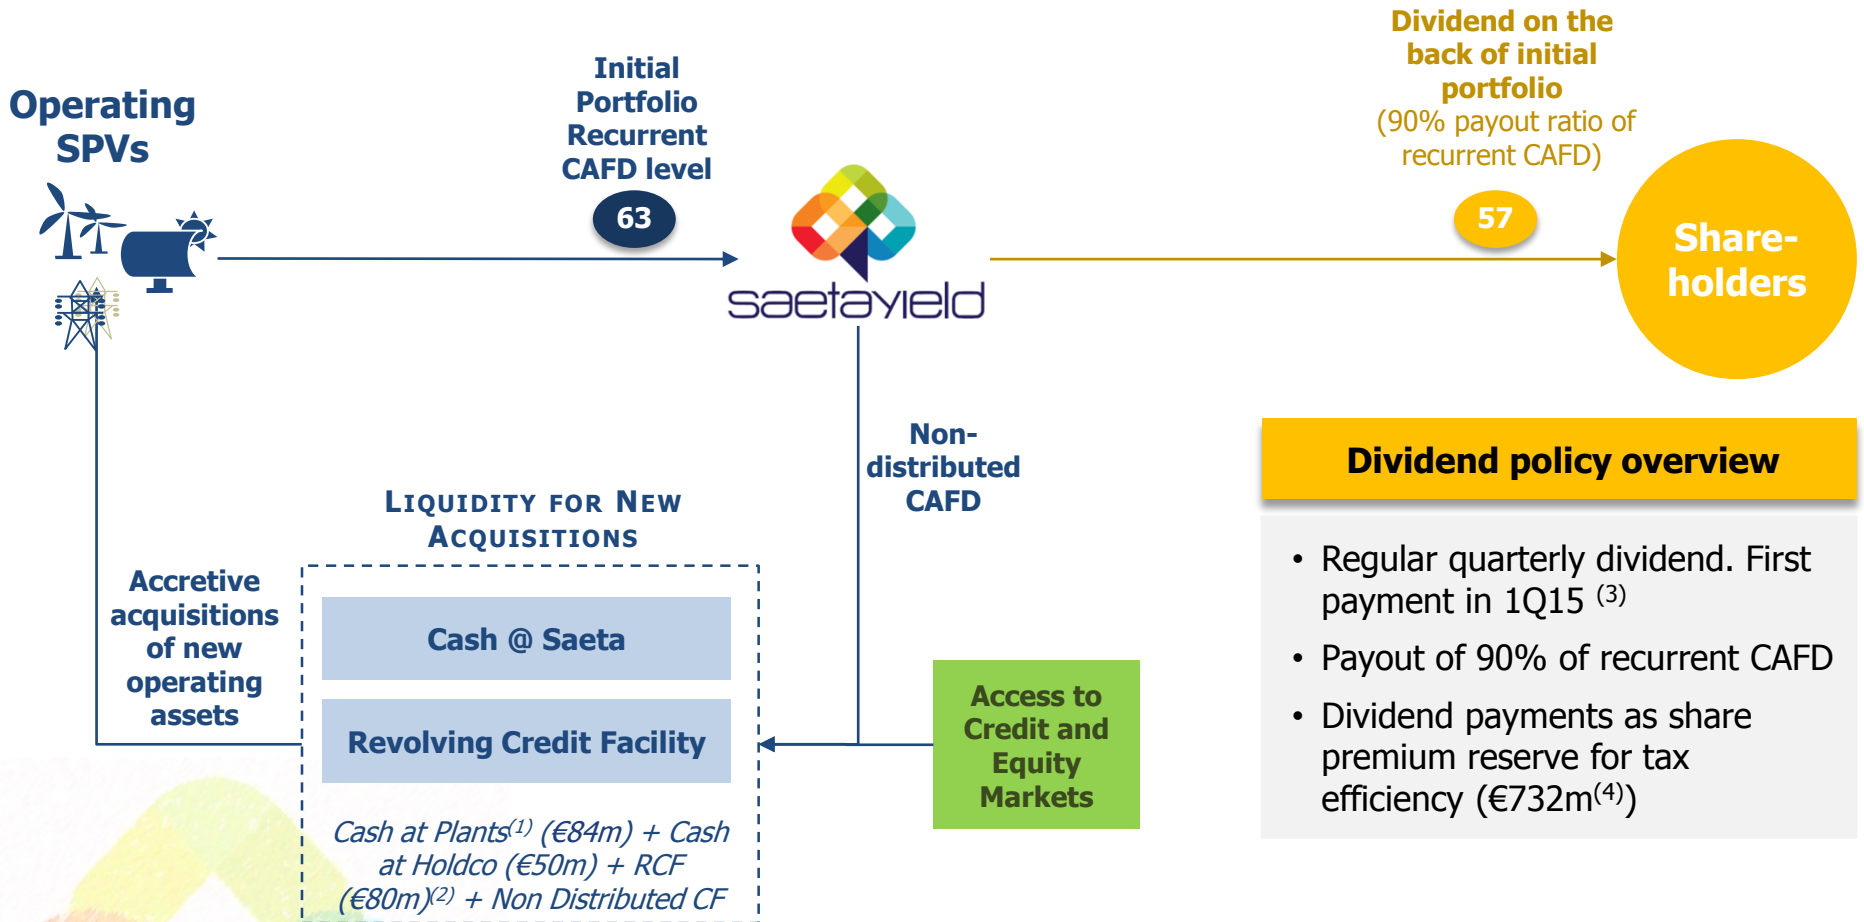 Operating
SPVs
Initial
Portfolio
Recurrent
CAFD level
63
saetayield
Dividend on the
back of initial
portfolio
(90% payout ratio of
recurrent CAFD)
57
Share-
holders
Non-
distributed
CAFD
LIQUIDITY FOR NEW
ACQUISITIONS
Accretive
acquisitions
of new
operating
assets
Cash @ Saeta
Revolving Credit Facility
Cash at Plants(1) (€84m) + Cash
at Holdco (€50m) + RCF
(€80m)(2) + Non Distributed CF
Access to
Credit and
Equity
Markets
Dividend policy overview
• Regular quarterly dividend. First
payment in 1Q15 (3)
• Payout of 90% of recurrent CAFD
• Dividend payments as share
premium reserve for tax
efficiency (€732m(4))